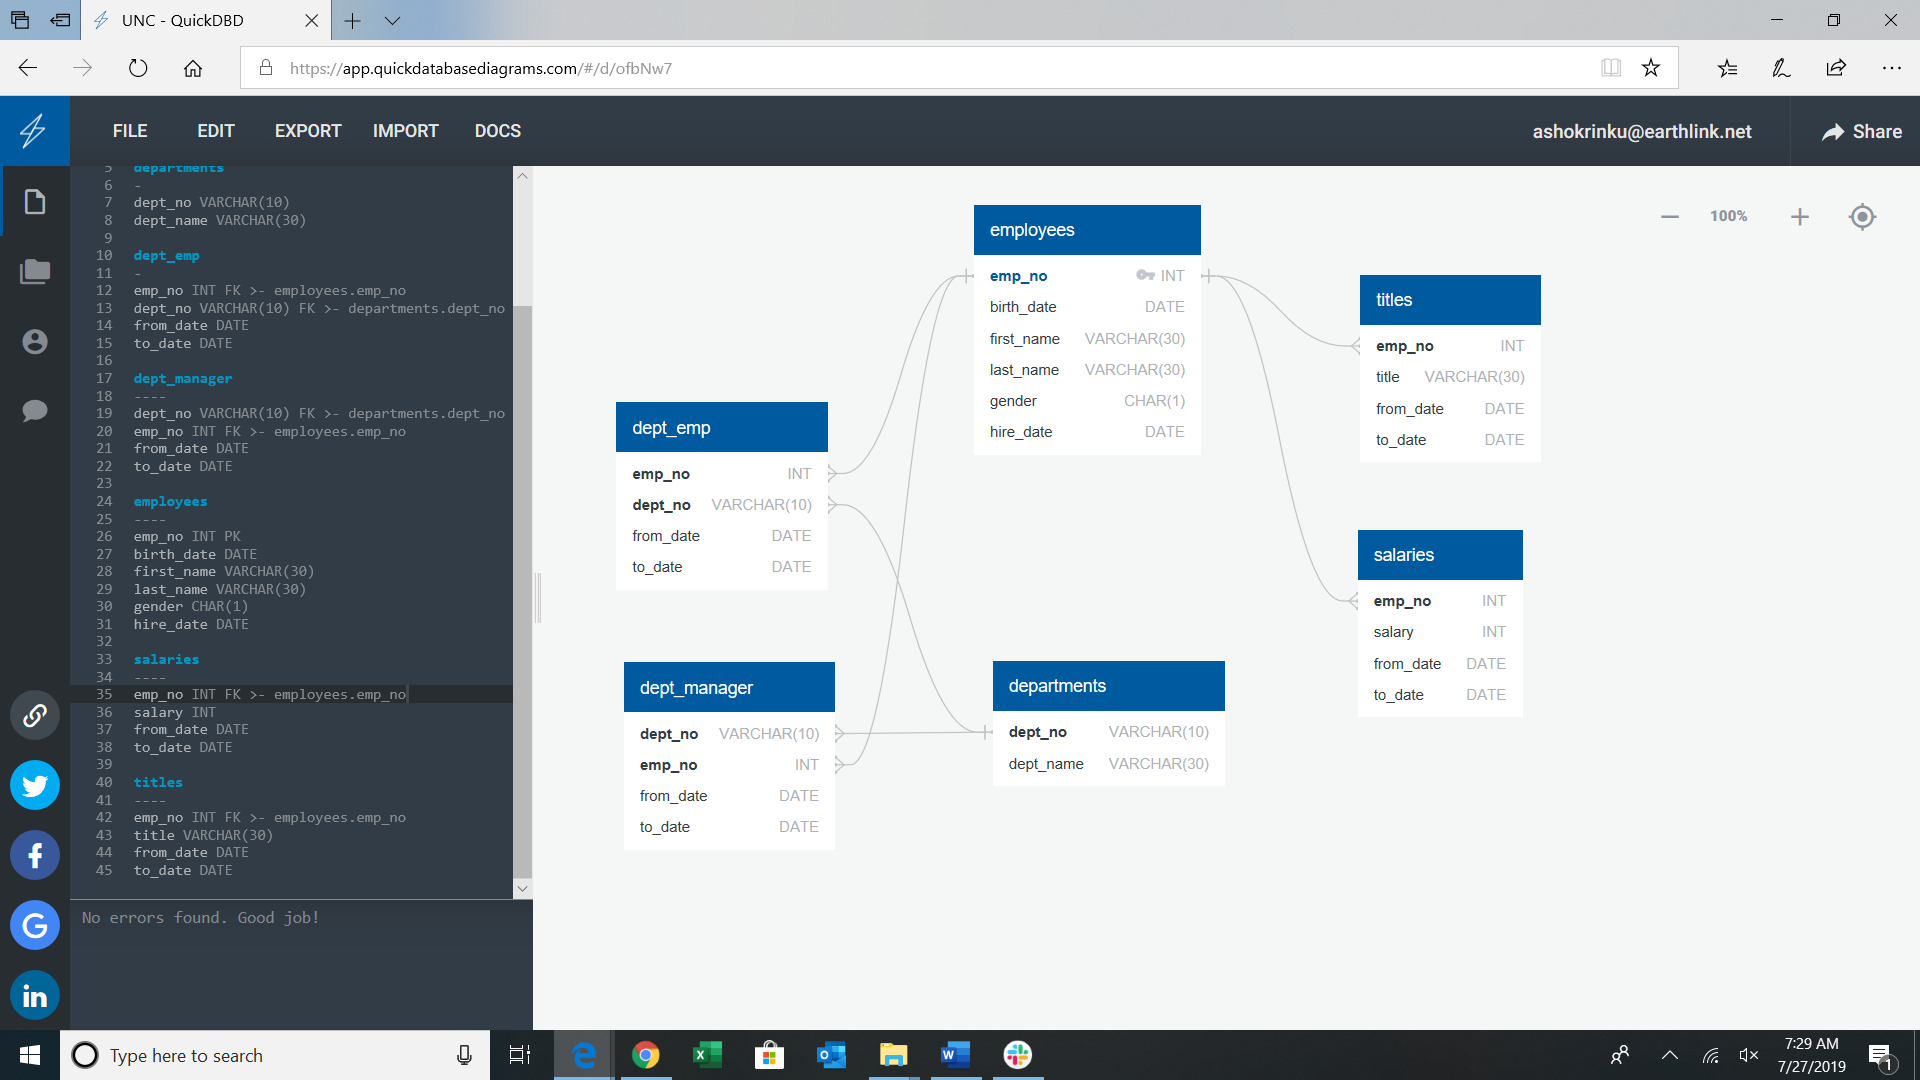 UNC - QuickDBD
https://app.quickdatabasediagrams.com/#/d/ofbNw7
FILE EDIT EXPORT IMPORT DOCS
ashokrinku@earthlink.net Share
5 departments
6 -
7 dept_no VARCHAR(10)
8 dept_name VARCHAR(30)
9
10 dept_emp
11 -
12 emp_no INT FK >- employees.emp_no
13 dept_no VARCHAR(10) FK >- departments.dept_no
14 from_date DATE
15 to_date DATE
16
17 dept_manager
18 ----
19 dept_no VARCHAR(10) FK >- departments.dept_no
20 emp_no INT FK >- employees.emp_no
21 from_date DATE
22 to_date DATE
23
24 employees
25 ----
26 emp_no INT PK
27 birth_date DATE
28 first_name VARCHAR(30)
29 last_name VARCHAR(30)
30 gender CHAR(1)
31 hire_date DATE
32
33 salaries
34 ----
35 emp_no INT FK >- employees.emp_no
36 salary INT
37 from_date DATE
38 to_date DATE
39
40 titles
41 ----
42 emp_no INT FK >- employees.emp_no
43 title VARCHAR(30)
44 from_date DATE
45 to_date DATE
No errors found. Good job!
100%
employees
emp_no INT
birth_date DATE
first_name VARCHAR(30)
last_name VARCHAR(30)
gender CHAR(1)
hire_date DATE
titles
emp_no INT
title VARCHAR(30)
from_date DATE
to_date DATE
dept_emp
emp_no INT
dept_no VARCHAR(10)
from_date DATE
to_date DATE
salaries
emp_no INT
salary INT
from_date DATE
to_date DATE
dept_manager
dept_no VARCHAR(10)
emp_no INT
from_date DATE
to_date DATE
departments
dept_no VARCHAR(10)
dept_name VARCHAR(30)
Type here to search
7:29 AM
7/27/2019
1